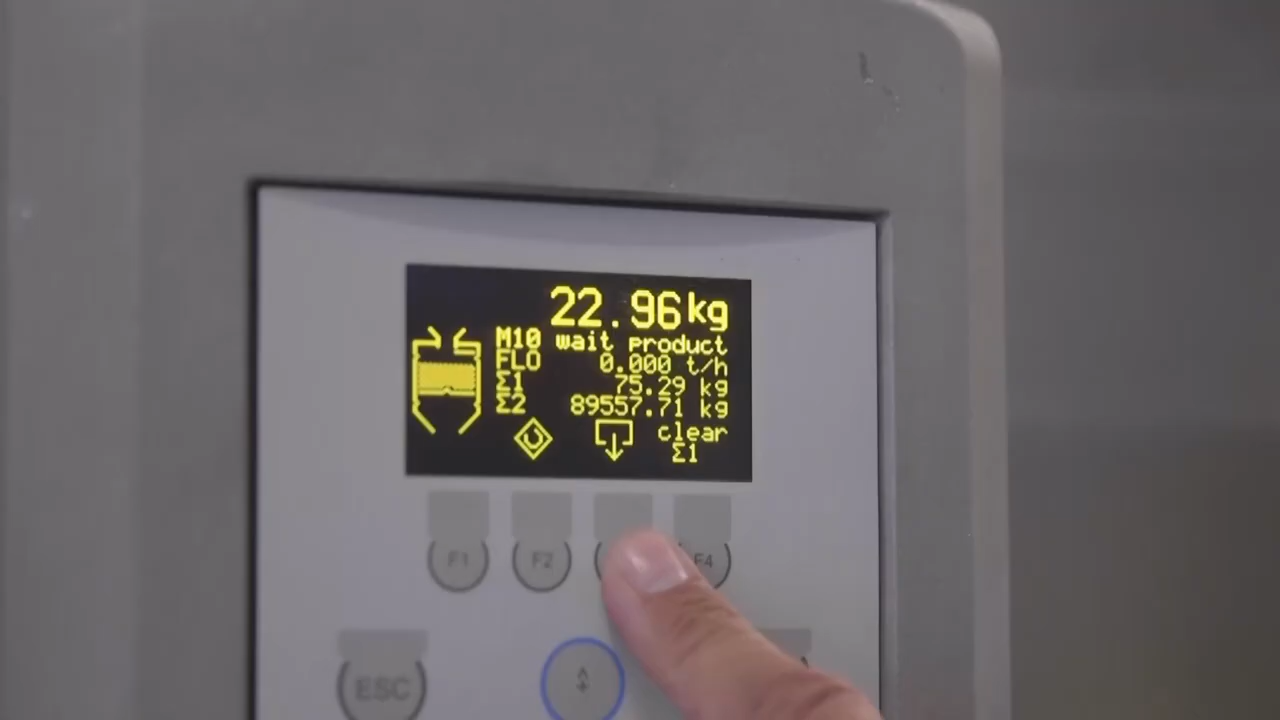 22.96kg
M10 wait product
FLO 0.000 t/h
Σ1 75.29 kg
Σ2 89557.71 kg
clear
Σ1
F1 F2 F4
ESC